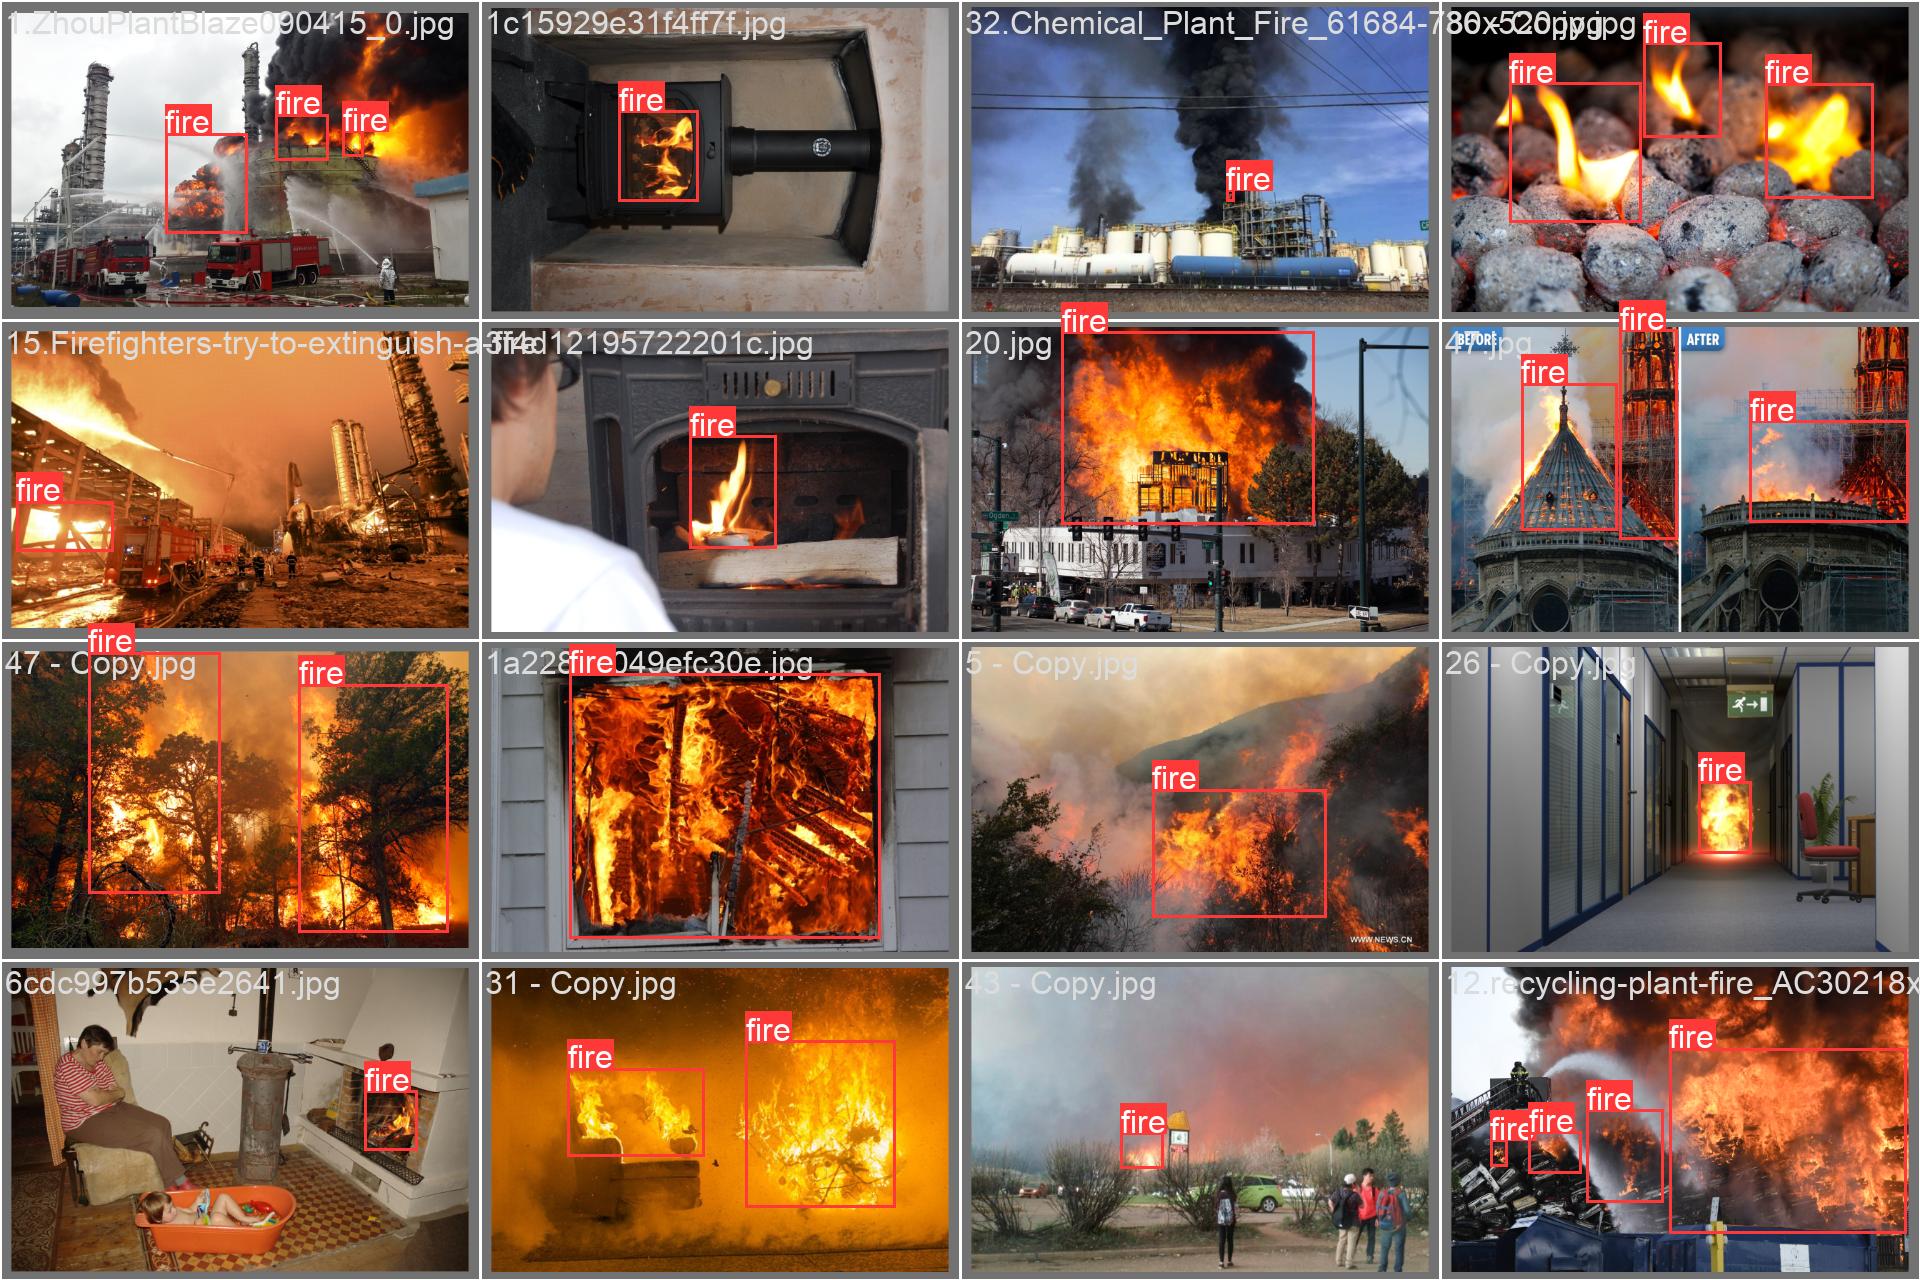 1.ZhouPlantBlaze090415_0.jpg
fire
fire
fire
1c15929e31f4ff7f.jpg
fire
32.Chemical_Plant_Fire_61684-780x520.jpg
fire
- Copy.jpg
fire
fire
fire
15.Firefighters-try-to-extinguish-a-fire
fire
d12195722201c.jpg
fire
20.jpg
fire
47.jpg
BEFORE
AFTER
fire
fire
fire
47 - Copy.jpg
fire
fire
1a228
049efc30e.jpg
fire
5 - Copy.jpg
fire
WWW.NEWS.CN
26 - Copy.jpg
fire
6cdc997b535e2641.jpg
fire
31 - Copy.jpg
fire
fire
43 - Copy.jpg
fire
12.recycling-plant-fire_AC30218x
fire
fire
fire
fire